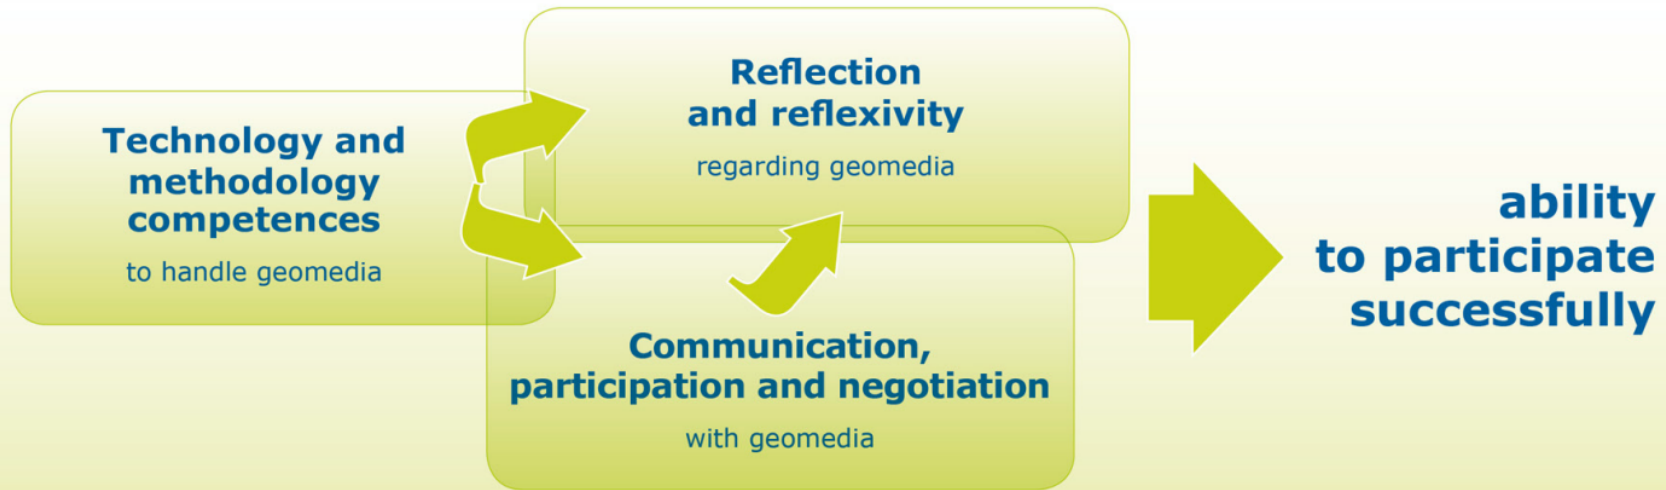 Technology and
methodology
competences
to handle geomedia
Reflection
and reflexivity
regarding geomedia
Communication,
participation and negotiation
with geomedia
ability
to participate
successfully